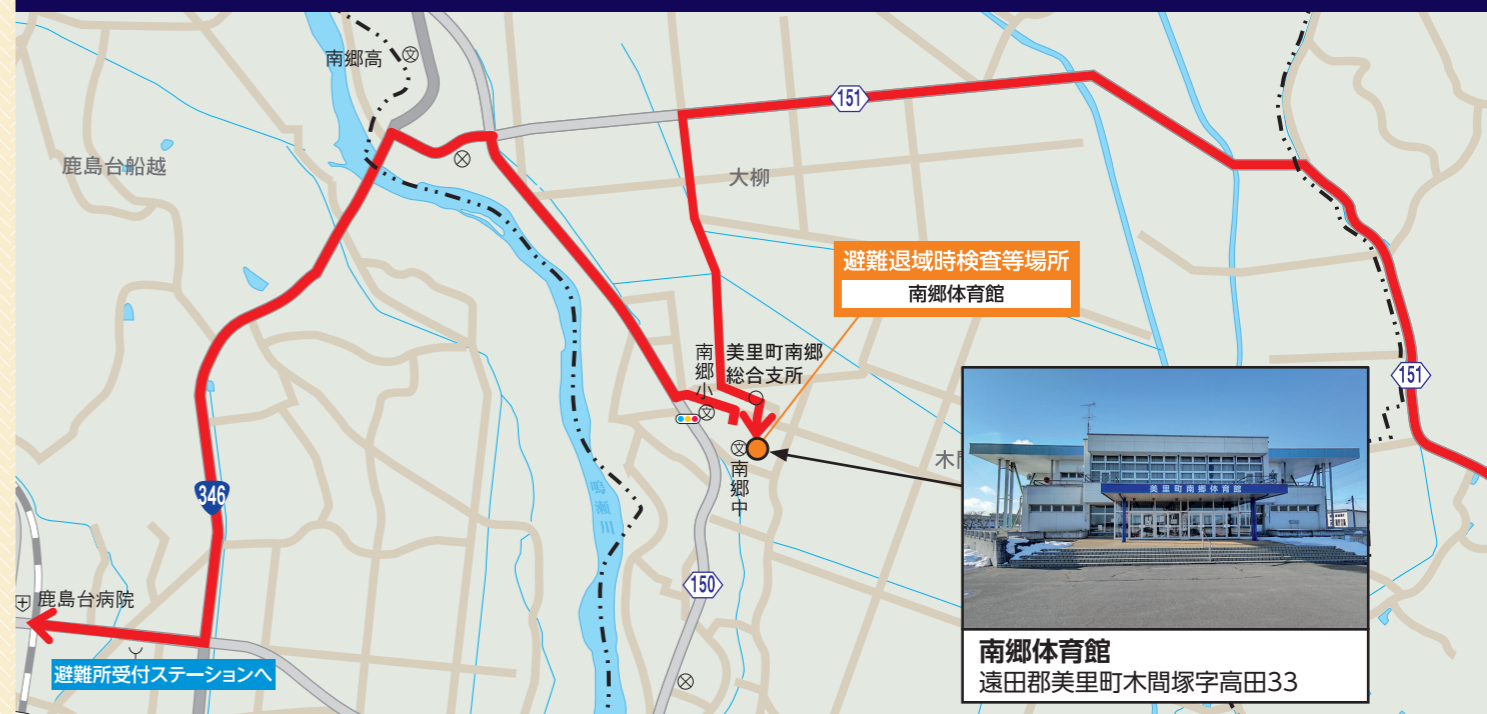 南郷高
151
鹿島台船越
大柳
避難退域時検査等場所
南郷体育館
南郷小
美里町南郷
総合支所
151
南郷中
木間
346
鳴瀬川
美里町南郷体育館
150
鹿島台病院
避難所受付ステーションへ
南郷体育館
遠田郡美里町木間塚字高田33